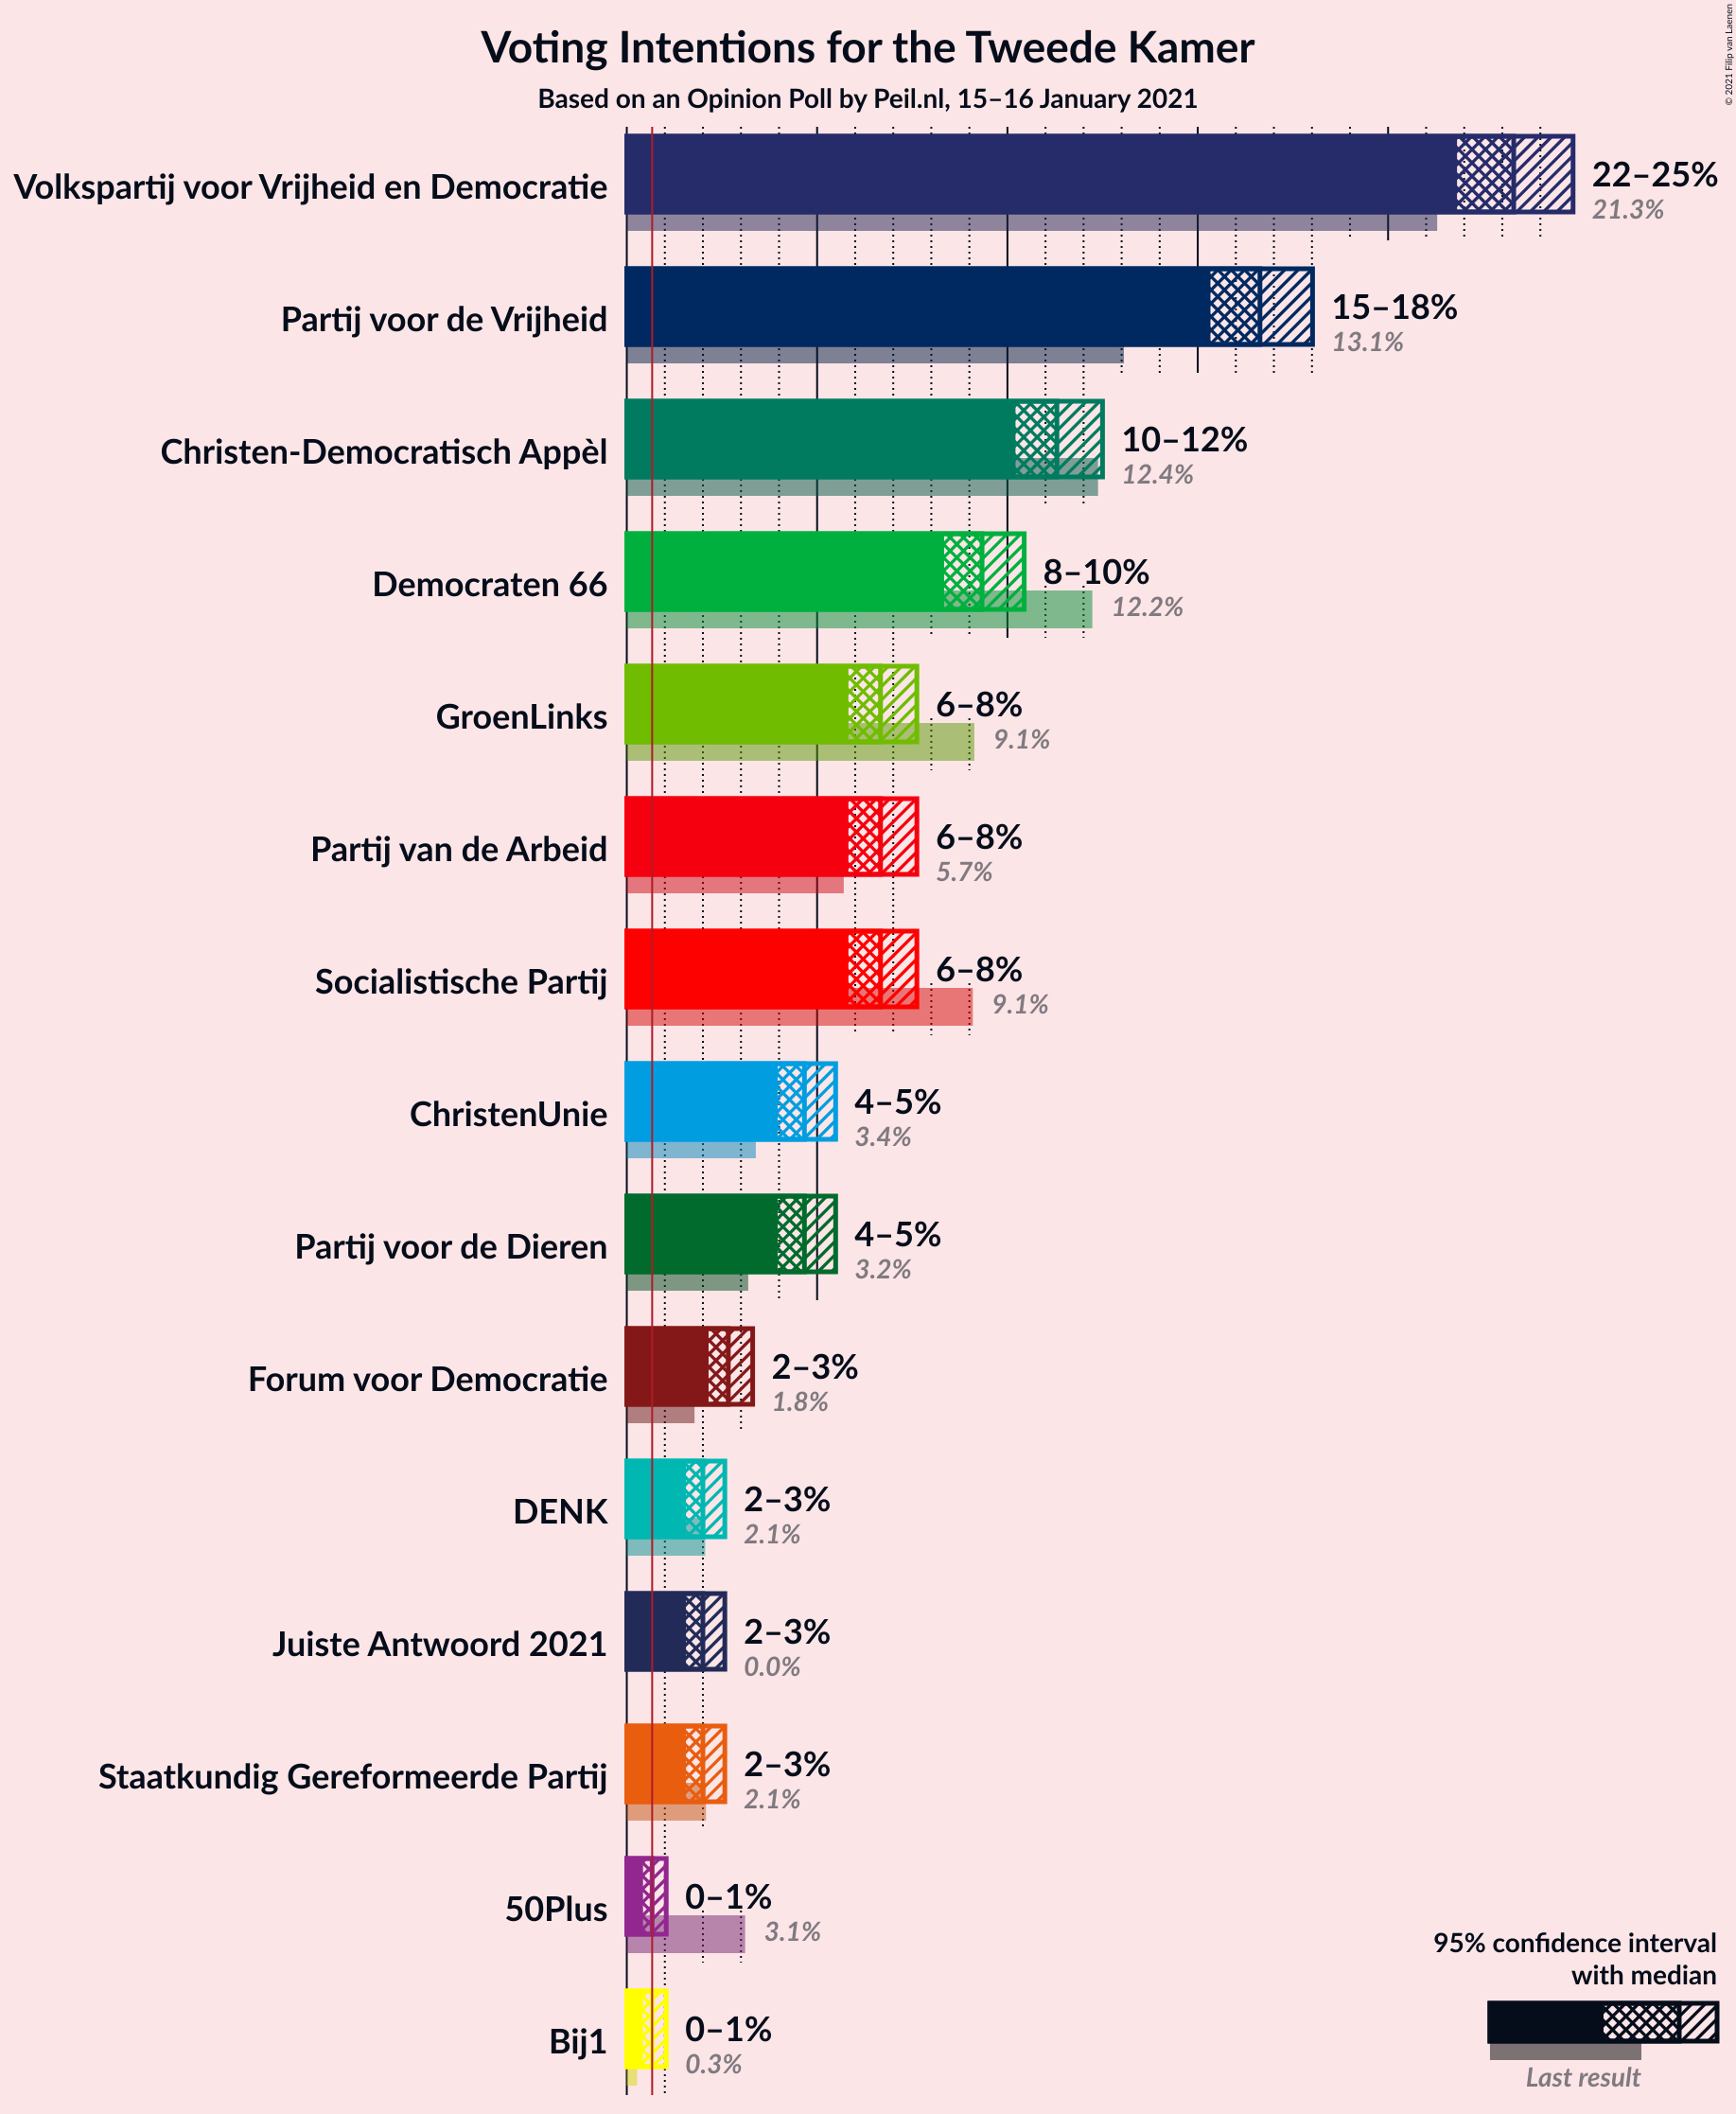 © 2021 Filip van Laenen
Voting Intentions for the Tweede Kamer
Based on an Opinion Poll by Peil.nl, 15–16 January 2021
Volkspartij voor Vrijheid en Democratie
22–25%
21.3%
Partij voor de Vrijheid
15–18%
13.1%
Christen-Democratisch Appèl
10–12%
12.4%
Democraten 66
8–10%
12.2%
GroenLinks
6–8%
9.1%
Partij van de Arbeid
6–8%
5.7%
Socialistische Partij
6–8%
9.1%
ChristenUnie
4–5%
3.4%
Partij voor de Dieren
4–5%
3.2%
Forum voor Democratie
2–3%
1.8%
DENK
2–3%
2.1%
Juiste Antwoord 2021
2–3%
0.0%
Staatkundig Gereformeerde Partij
2–3%
2.1%
50Plus
0–1%
3.1%
Bij1
0–1%
0.3%
95% confidence interval
with median
Last result